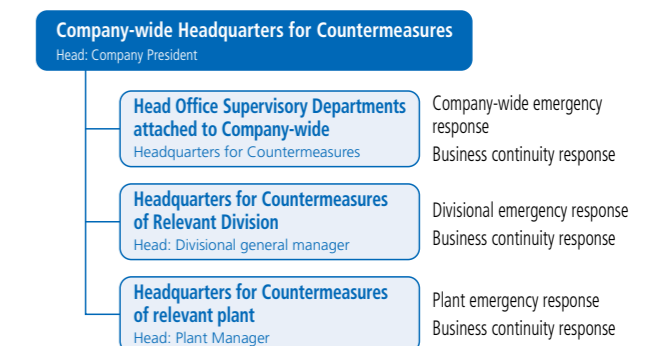 Company-wide Headquarters for Countermeasures
Head: Company President
Head Office Supervisory Departments
attached to Company-wide
Headquarters for Countermeasures
Company-wide emergency
response
Business continuity response
Headquarters for Countermeasures
of Relevant Division
Head: Divisional general manager
Divisional emergency response
Business continuity response
Headquarters for Countermeasures
of relevant plant
Head: Plant Manager
Plant emergency response
Business continuity response